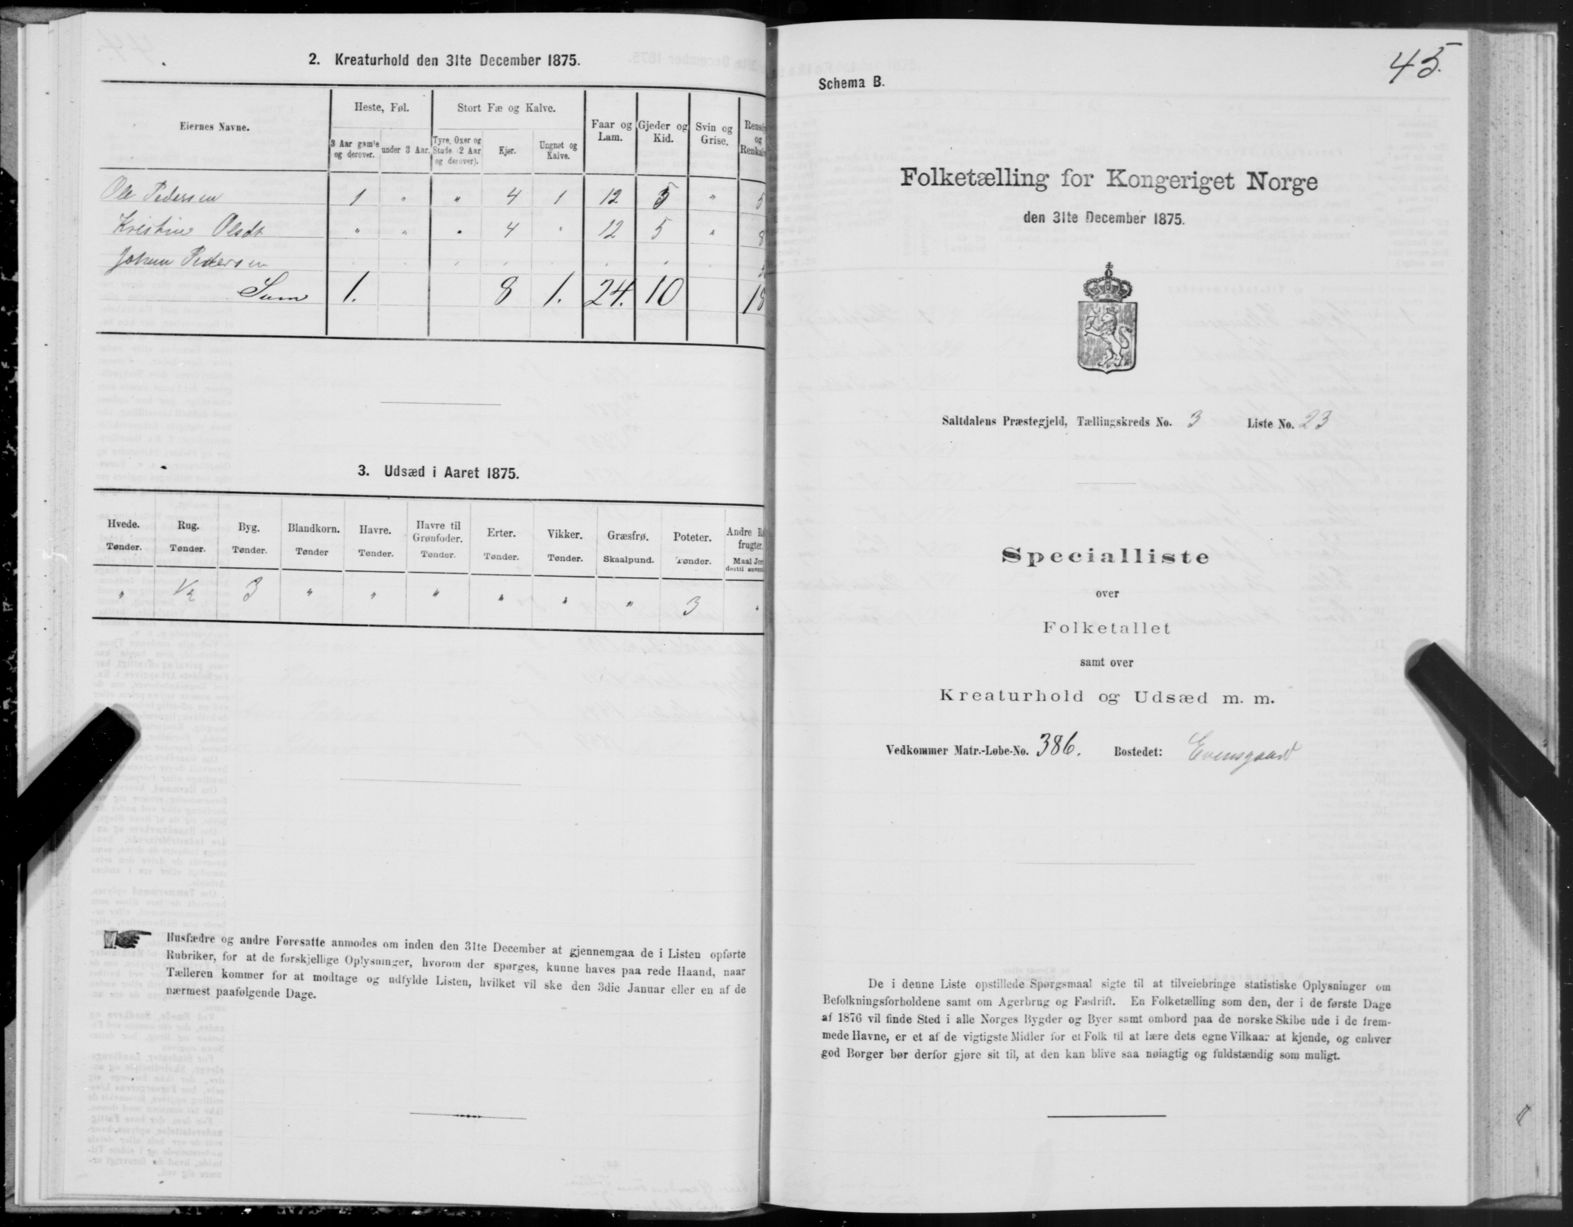 2. Kreaturhold den 31te December 1875.
Eiernes Navne.
Heste, Føl.
Stort Fæ og Kalve.
Faar og Lam.
Gjeder og Kid.
Svin og Grise.
3 Aar gamle og derover.
under 3 Aar.
Tyre, Oxer og Stude (2 Aar og derover).
Kjør.
Ungnøt og Kalve.
Ole Pedersen 1 " " 4 1 12 5 " 5
Kristine Olsdt " " " 4 " 12 5 " 8
Johan Pedersen
Sum 1. 8 1. 24. 10 18
3. Udsæd i Aaret 1875.
Hvede. Rug. Byg. Blandkorn. Havre. Havre til Grønfoder. Erter. Vikker. Græsfrø. Poteter. Andre
Tønder. Tønder. Tønder. Tønder Tønder. Tønder. Tønder. Tønder. Skaalpund. Tønder.
" 1/2 3 " " " " " " 3 "
Husfædre og andre Foresatte anmodes om inden den 31te December at gjennemgaa de i Listen opførte
Rubriker, for at de forskjellige Oplysninger, hvorom der spørges, kunne haves paa rede Haand, naar
Tælleren kommer for at modtage og udfylde Listen, hvilket vil ske den 3die Januar eller en af de
nærmest paafølgende Dage.
45.
Schema B.
Folketælling for Kongeriget Norge
den 31te December 1875.
Saltdalens Præstegjeld, Tællingskreds No. 3 Liste No. 23
Specialliste
over
Folketallet
samt over
Kreaturhold og Udsæd m. m.
Vedkommer Matr.-Løbe-No. 386. Bostedet: Evensgaard
De i denne Liste opstillede Spørgsmaal sigte til at tilveiebringe statistiske Oplysninger om
Befolkningsforholdene samt om Agerbrug og Fædrift. En Folketælling som den, der i de første Dage
af 1876 vil finde Sted i alle Norges Bygder og Byer samt ombord paa de norske Skibe ude i de frem-
mede Havne, er et af de vigtigste Midler for et Folk til at lære dets egne Vilkaar at kjende, og enhver
god Borger bør derfor gjøre sit til, at den kan blive saa nøiagtig og fuldstændig som muligt.